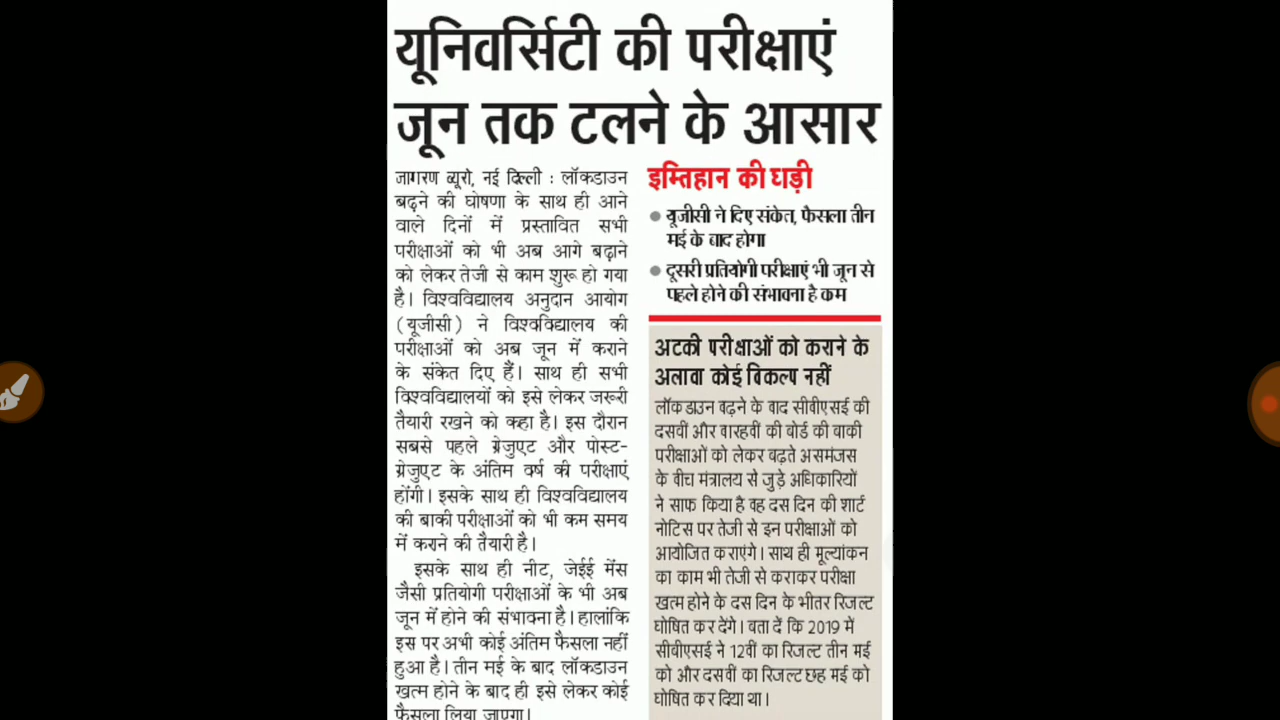 यूनिवर्सिटी की परीक्षाएं
जून तक टलने के आसार
जागरण ब्यूरो, नई दिल्ली : लॉकडाउन
बढ़ने की घोषणा के साथ ही आने
वाले दिनों में प्रस्तावित सभी
परीक्षाओं को भी अब आगे बढ़ाने
को लेकर तेजी से काम शुरू हो गया
है। विश्वविद्यालय अनुदान आयोग
(यूजीसी) ने विश्वविद्यालय की
परीक्षाओं को अब जून में कराने
के संकेत दिए हैं। साथ ही सभी
विश्वविद्यालयों को इसे लेकर जरूरी
तैयारी रखने को कहा है। इस दौरान
सबसे पहले ग्रेजुएट और पोस्ट-
ग्रेजुएट के अंतिम वर्ष की परीक्षाएं
होंगी। इसके साथ ही विश्वविद्यालय
की बाकी परीक्षाओं को भी कम समय
में कराने की तैयारी है।
इसके साथ ही नीट, जेईई मेंस
जैसी प्रतियोगी परीक्षाओं के भी अब
जून में होने की संभावना है। हालांकि
इस पर अभी कोई अंतिम फैसला नहीं
हुआ है। तीन मई के बाद लॉकडाउन
खत्म होने के बाद ही इसे लेकर कोई
फैसला लिया जाएगा।
इम्तिहान की घड़ी
● यूजीसी ने दिए संकेत, फैसला तीन
मई के बाद होगा
● दूसरी प्रतियोगी परीक्षाएं भी जून से
पहले होने की संभावना है कम
अटकी परीक्षाओं को कराने के
अलावा कोई विकल्प नहीं
लॉकडाउन बढ़ने के बाद सीबीएसई की
दसवीं और बारहवीं की बोर्ड की बाकी
परीक्षाओं को लेकर बढ़ते असमंजस
के बीच मंत्रालय से जुड़े अधिकारियों
ने साफ किया है वह दस दिन की शार्ट
नोटिस पर तेजी से इन परीक्षाओं को
आयोजित कराएंगे। साथ ही मूल्यांकन
का काम भी तेजी से कराकर परीक्षा
खत्म होने के दस दिन के भीतर रिजल्ट
घोषित कर देंगे। बता दें कि 2019 में
सीबीएसई ने 12वीं का रिजल्ट तीन मई
को और दसवीं का रिजल्ट छह मई को
घोषित कर दिया था।